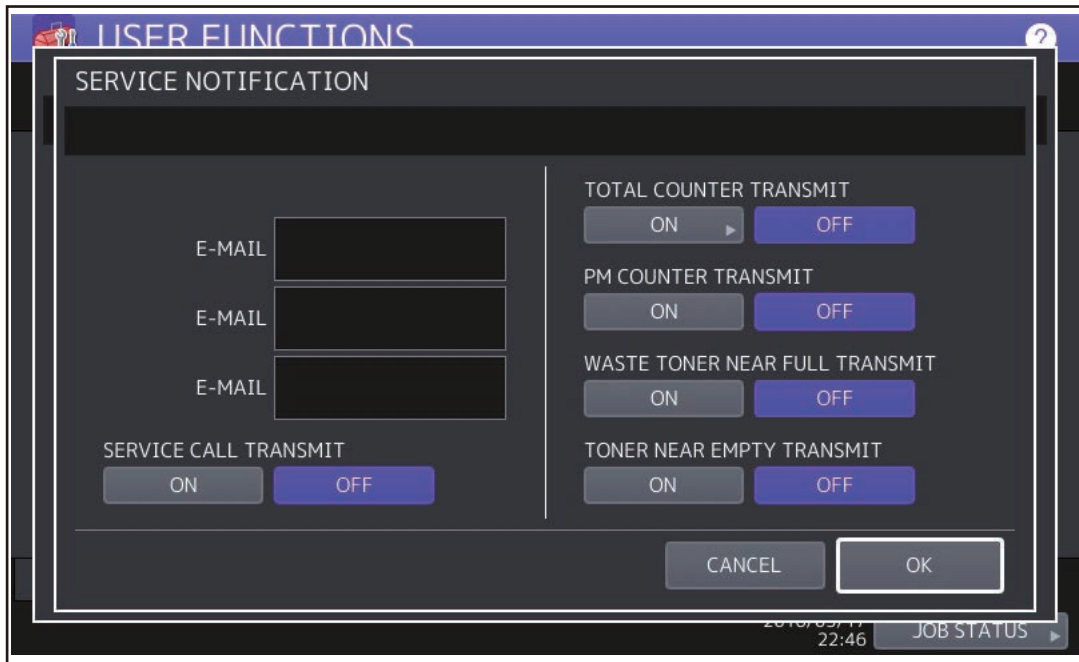 USER FUNCTIONS
?
SERVICE NOTIFICATION
E-MAIL
E-MAIL
E-MAIL
SERVICE CALL TRANSMIT
ON OFF
TOTAL COUNTER TRANSMIT
ON OFF
PM COUNTER TRANSMIT
ON OFF
WASTE TONER NEAR FULL TRANSMIT
ON OFF
TONER NEAR EMPTY TRANSMIT
ON OFF
CANCEL OK
22:46
JOB STATUS